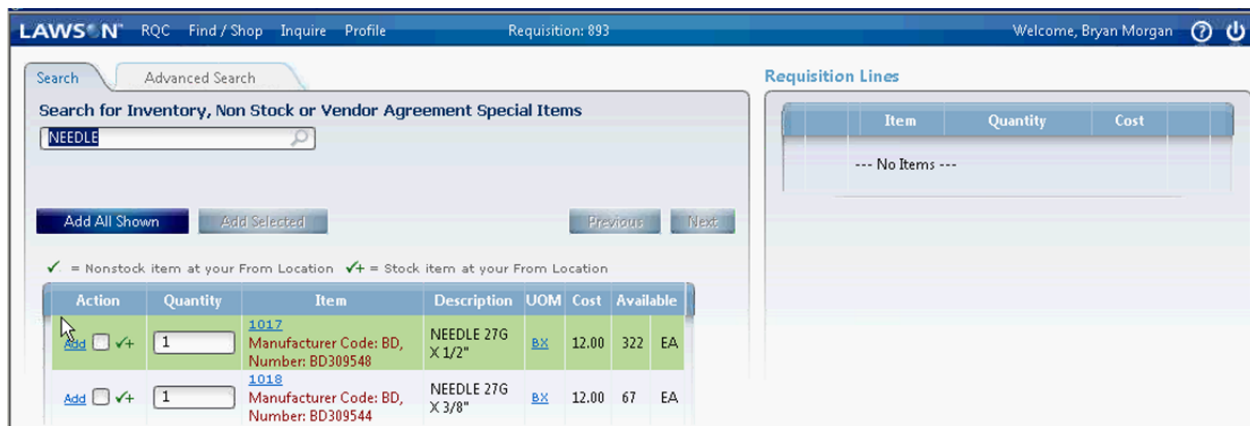 LAWSON RQC Find / Shop Inquire Profile Requisition: 893 Welcome, Bryan Morgan ?
Search Advanced Search
Search for Inventory, Non Stock or Vendor Agreement Special Items
NEEDLE
Add All Shown Add Selected Previous Next
✓ = Nonstock item at your From Location ✓+ = Stock item at your From Location
Action Quantity Item Description UOM Cost Available
Add ✓+ 1 1017 NEEDLE 27G BX 12.00 322 EA
Manufacturer Code: BD, X 1/2"
Number: BD309548
Add ✓+ 1 1018 NEEDLE 27G BX 12.00 67 EA
Manufacturer Code: BD, X 3/8"
Number: BD309544
Requisition Lines
Item Quantity Cost
--- No Items ---